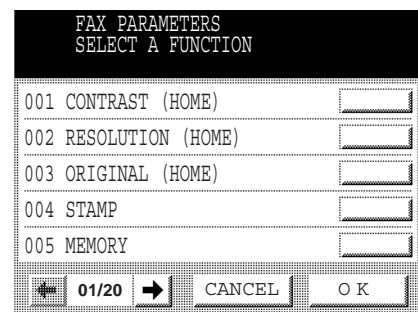 FAX PARAMETERS
SELECT A FUNCTION
001 CONTRAST (HOME)
002 RESOLUTION (HOME)
003 ORIGINAL (HOME)
004 STAMP
005 MEMORY
01/20 CANCEL OK